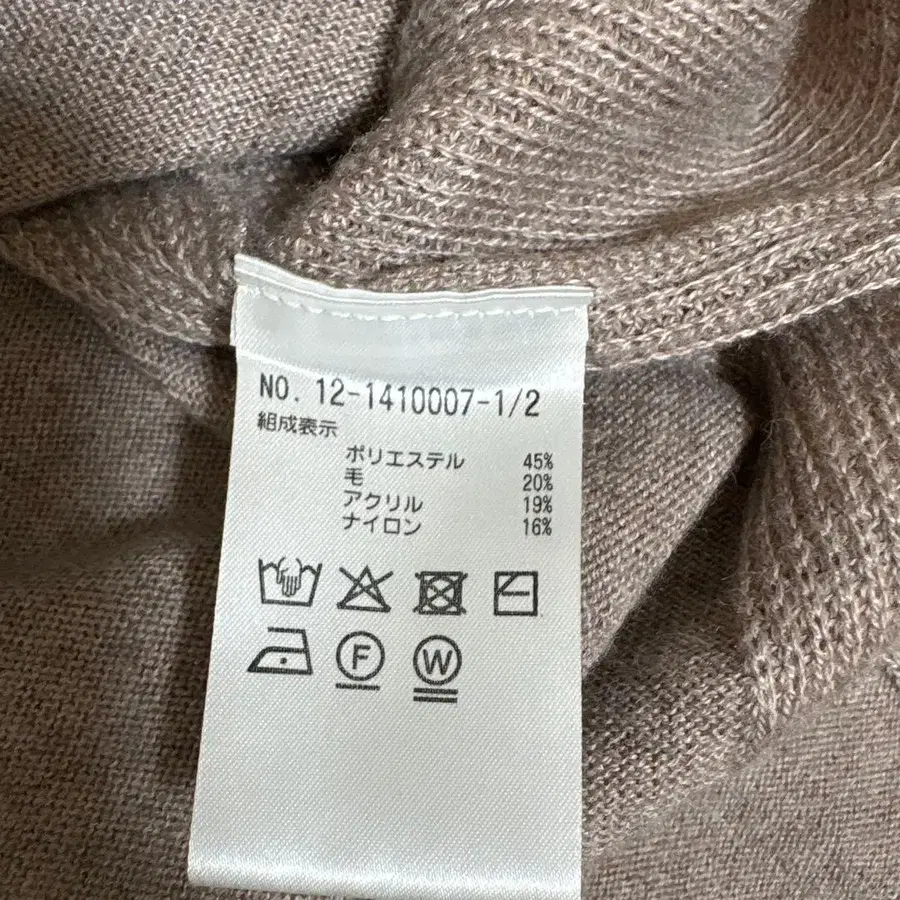 NO. 12-1410007-1/2
組成表示
ポリエステル 45%
毛 20%
アクリル 19%
ナイロン 16%
F W